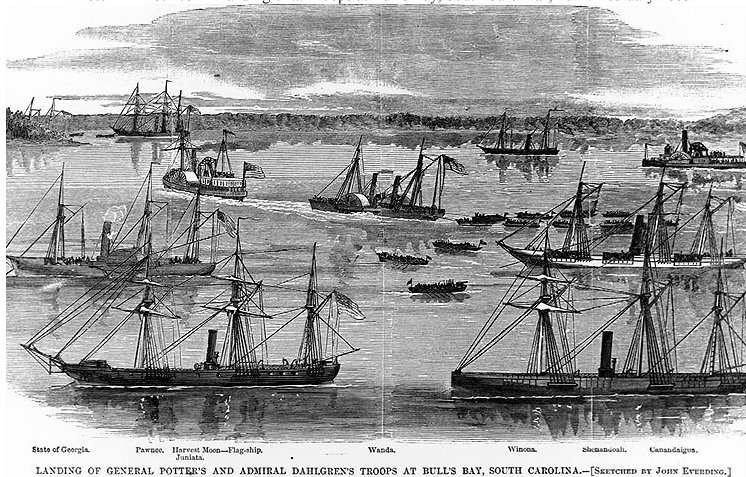 State of Georgia. Pawnee. Harvest Moon—Flag-ship. Wanda. Winona. Shenandoah. Canandaigua.
Juniata.
LANDING OF GENERAL POTTER'S AND ADMIRAL DAHLGREN'S TROOPS AT BULL'S BAY, SOUTH CAROLINA.—[Sketched by John Everding.]